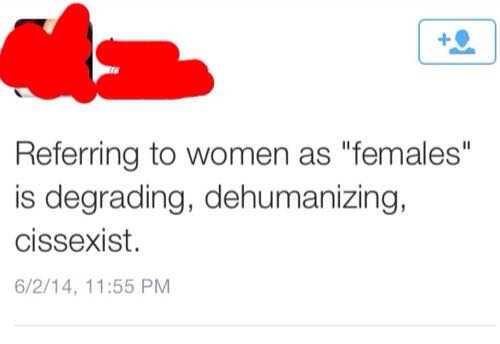 Referring to women as "females"
is degrading, dehumanizing,
cissexist.
6/2/14, 11:55 PM